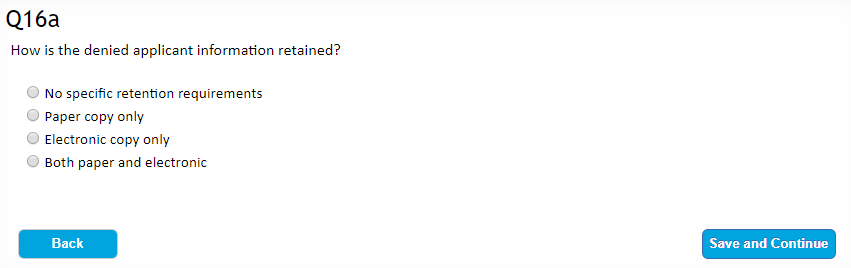 Q16a
How is the denied applicant information retained?
No specific retention requirements
Paper copy only
Electronic copy only
Both paper and electronic
Back
Save and Continue